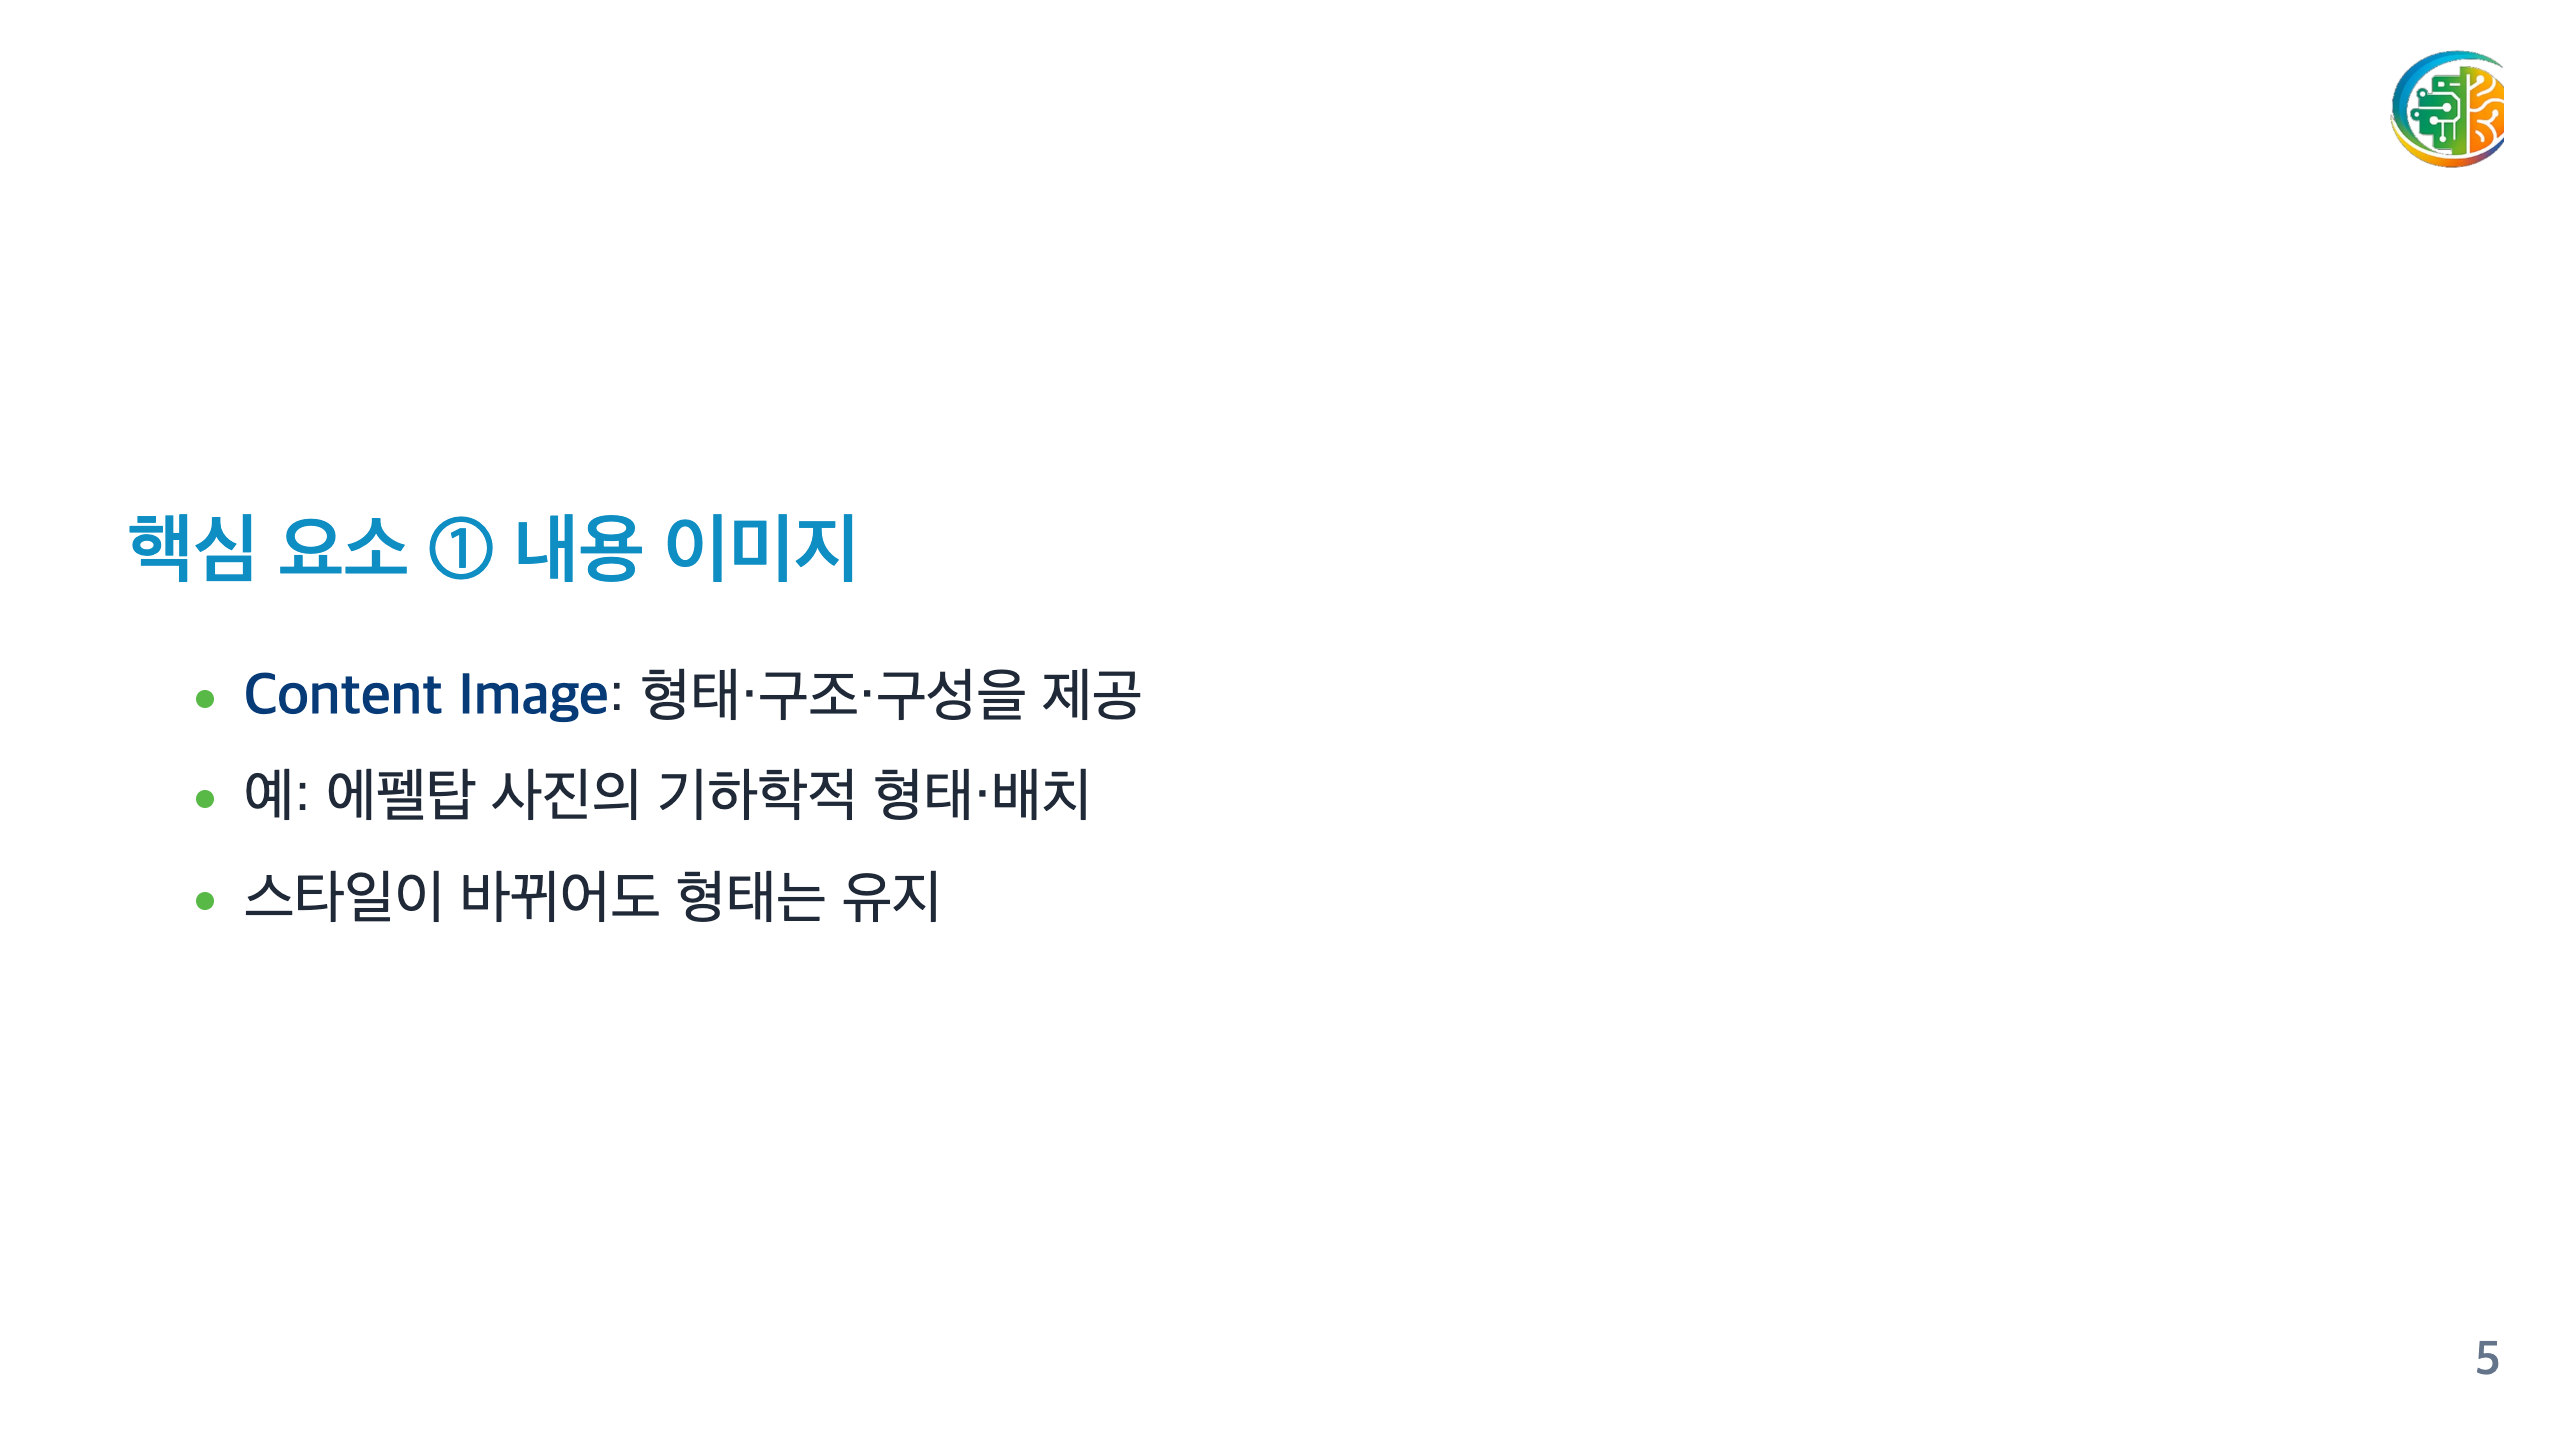 핵심 요소 ① 내용 이미지
• Content Image: 형태·구조·구성을 제공
• 예: 에펠탑 사진의 기하학적 형태·배치
• 스타일이 바뀌어도 형태는 유지
5